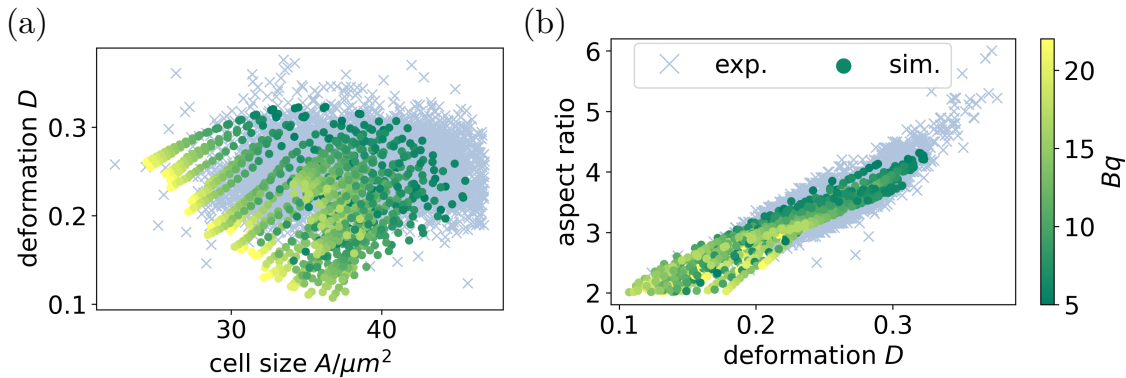 (a)
deformation D
0.3
0.2
0.1
30
40
cell size A/μm²
(b)
aspect ratio
6
5
4
3
2
exp.
sim.
0.1
0.2
0.3
deformation D
20
15
10
5
Bq